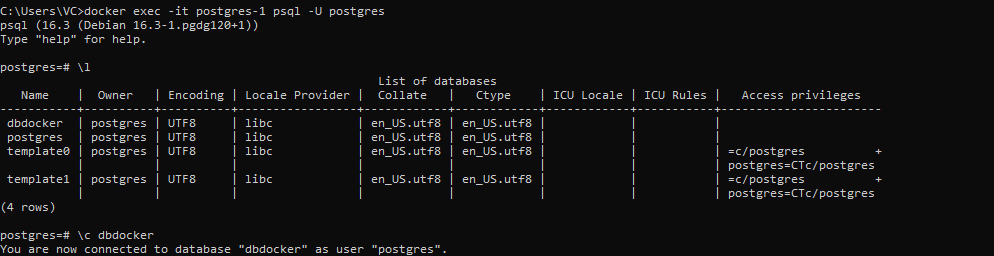 C:\Users\VC>docker exec -it postgres-1 psql -U postgres
psql (16.3 (Debian 16.3-1.pgdg120+1))
Type "help" for help.

postgres=# \l
                                                      List of databases
   Name    |  Owner   | Encoding | Locale Provider |  Collate   |   Ctype    | ICU Locale | ICU Rules |   Access privileges
-----------+----------+----------+-----------------+------------+------------+------------+-----------+-----------------------
 dbdocker  | postgres | UTF8     | libc            | en_US.utf8 | en_US.utf8 |            |           |
 postgres  | postgres | UTF8     | libc            | en_US.utf8 | en_US.utf8 |            |           |
 template0 | postgres | UTF8     | libc            | en_US.utf8 | en_US.utf8 |            |           | =c/postgres          +
           |          |          |                 |            |            |            |           | postgres=CTc/postgres
 template1 | postgres | UTF8     | libc            | en_US.utf8 | en_US.utf8 |            |           | =c/postgres          +
           |          |          |                 |            |            |            |           | postgres=CTc/postgres
(4 rows)

postgres=# \c dbdocker
You are now connected to database "dbdocker" as user "postgres".